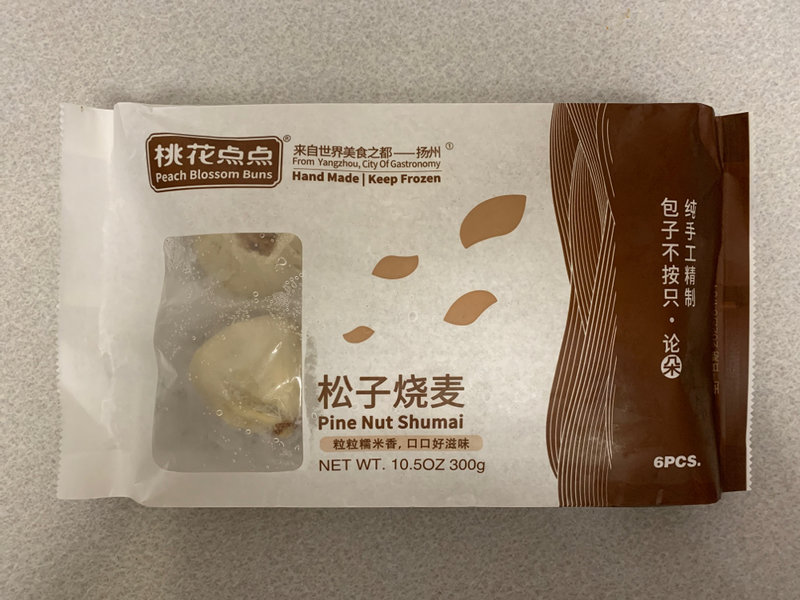 桃花点点®
Peach Blossom Buns
来自世界美食之都——扬州①
From Yangzhou, City Of Gastronomy
Hand Made | Keep Frozen
松子烧麦
Pine Nut Shumai
粒粒糯米香，口口好滋味
NET WT. 10.5OZ 300g
纯手工精制
包子不按只·论朵
6PCS.